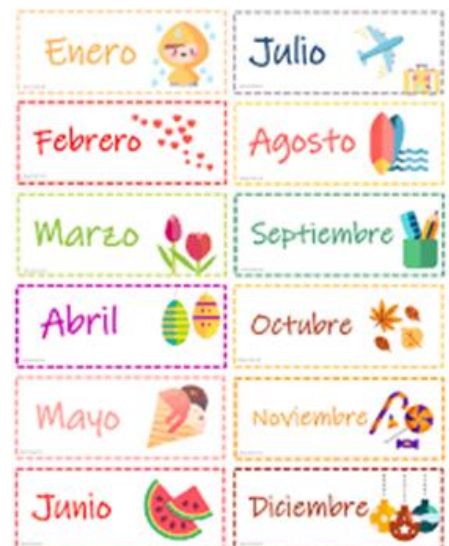 Enero
Febrero
Marzo
Abril
Mayo
Junio
Julio
Agosto
Septiembre
Octubre
Noviembre
Diciembre